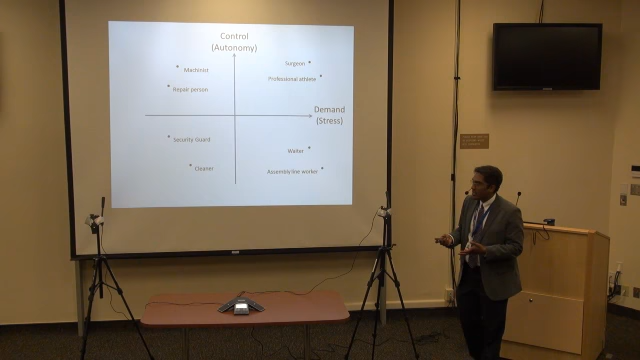 Control
(Autonomy)
Machinist
Surgeon
Professional athlete
Repair person
Demand
(Stress)
Security Guard
Waiter
Cleaner
Assembly line worker